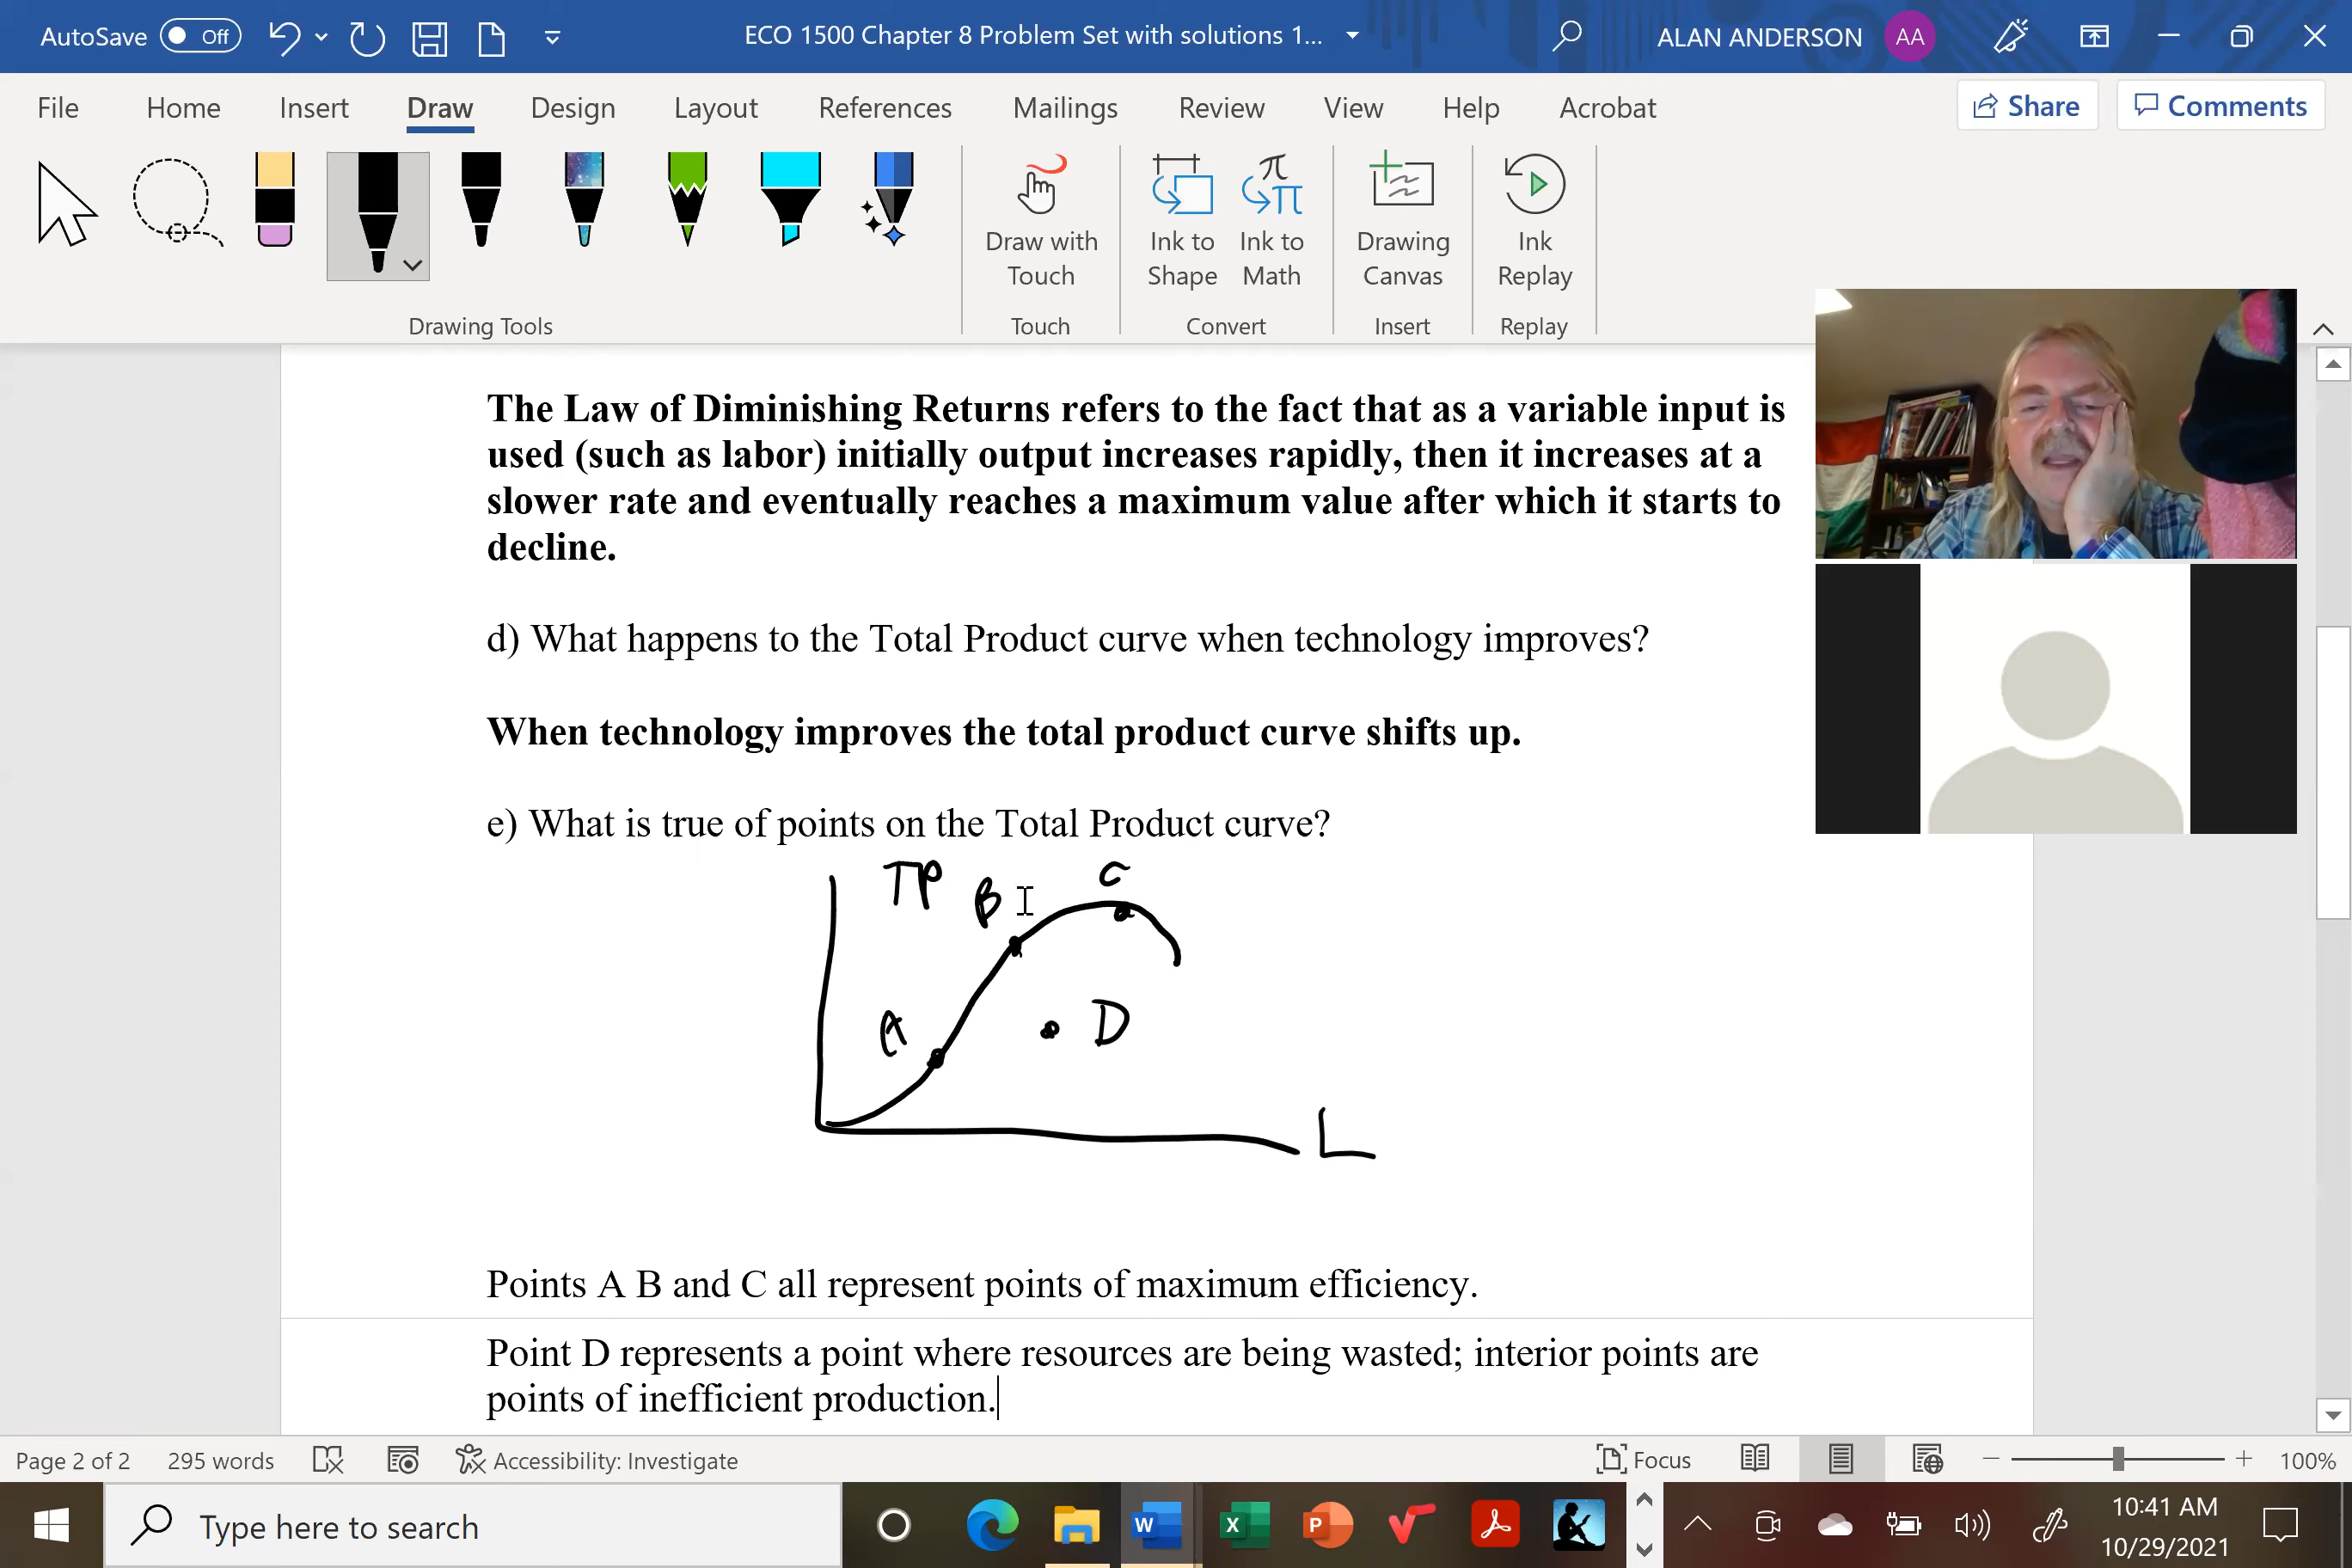 AutoSave Off ECO 1500 Chapter 8 Problem Set with solutions 1... ALAN ANDERSON AA
File Home Insert Draw Design Layout References Mailings Review View Help Acrobat Share Comments
Draw with Touch
Ink to Shape
Ink to Math
Drawing Canvas
Ink Replay
Drawing Tools Touch Convert Insert Replay
The Law of Diminishing Returns refers to the fact that as a variable input is
used (such as labor) initially output increases rapidly, then it increases at a
slower rate and eventually reaches a maximum value after which it starts to
decline.
d) What happens to the Total Product curve when technology improves?
When technology improves the total product curve shifts up.
e) What is true of points on the Total Product curve?
TP
B
C
A
D
L
Points A B and C all represent points of maximum efficiency.
Point D represents a point where resources are being wasted; interior points are
points of inefficient production.
Page 2 of 2 295 words Accessibility: Investigate Focus 100%
Type here to search
10:41 AM
10/29/2021